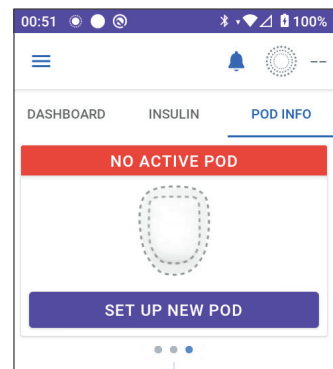 00:51 100%
--
DASHBOARD INSULIN POD INFO
NO ACTIVE POD
SET UP NEW POD